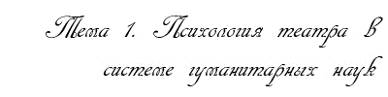 Тема 1. Психология театра в
системе гуманитарных наук